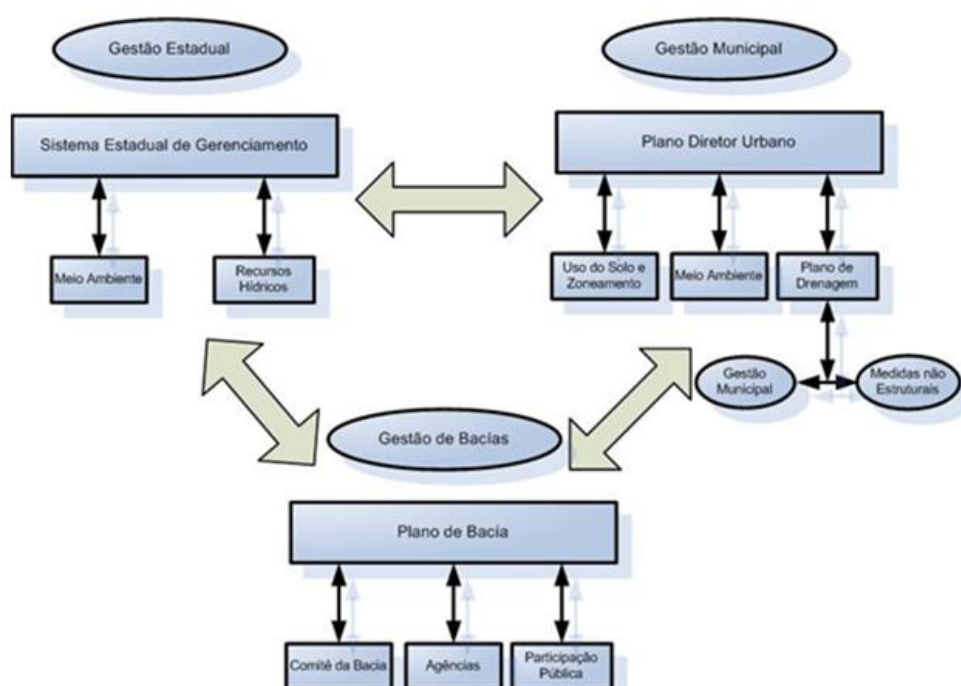 Gestão Estadual
Gestão Municipal
Sistema Estadual de Gerenciamento
Plano Diretor Urbano
Meio Ambiente
Recursos
Hídricos
Uso do Solo e
Zoneamento
Meio Ambiente
Plano de
Drenagem
Gestão
Municipal
Medidas não
Estruturais
Gestão de Bacias
Plano de Bacia
Comitê da Bacia
Agências
Participação
Pública